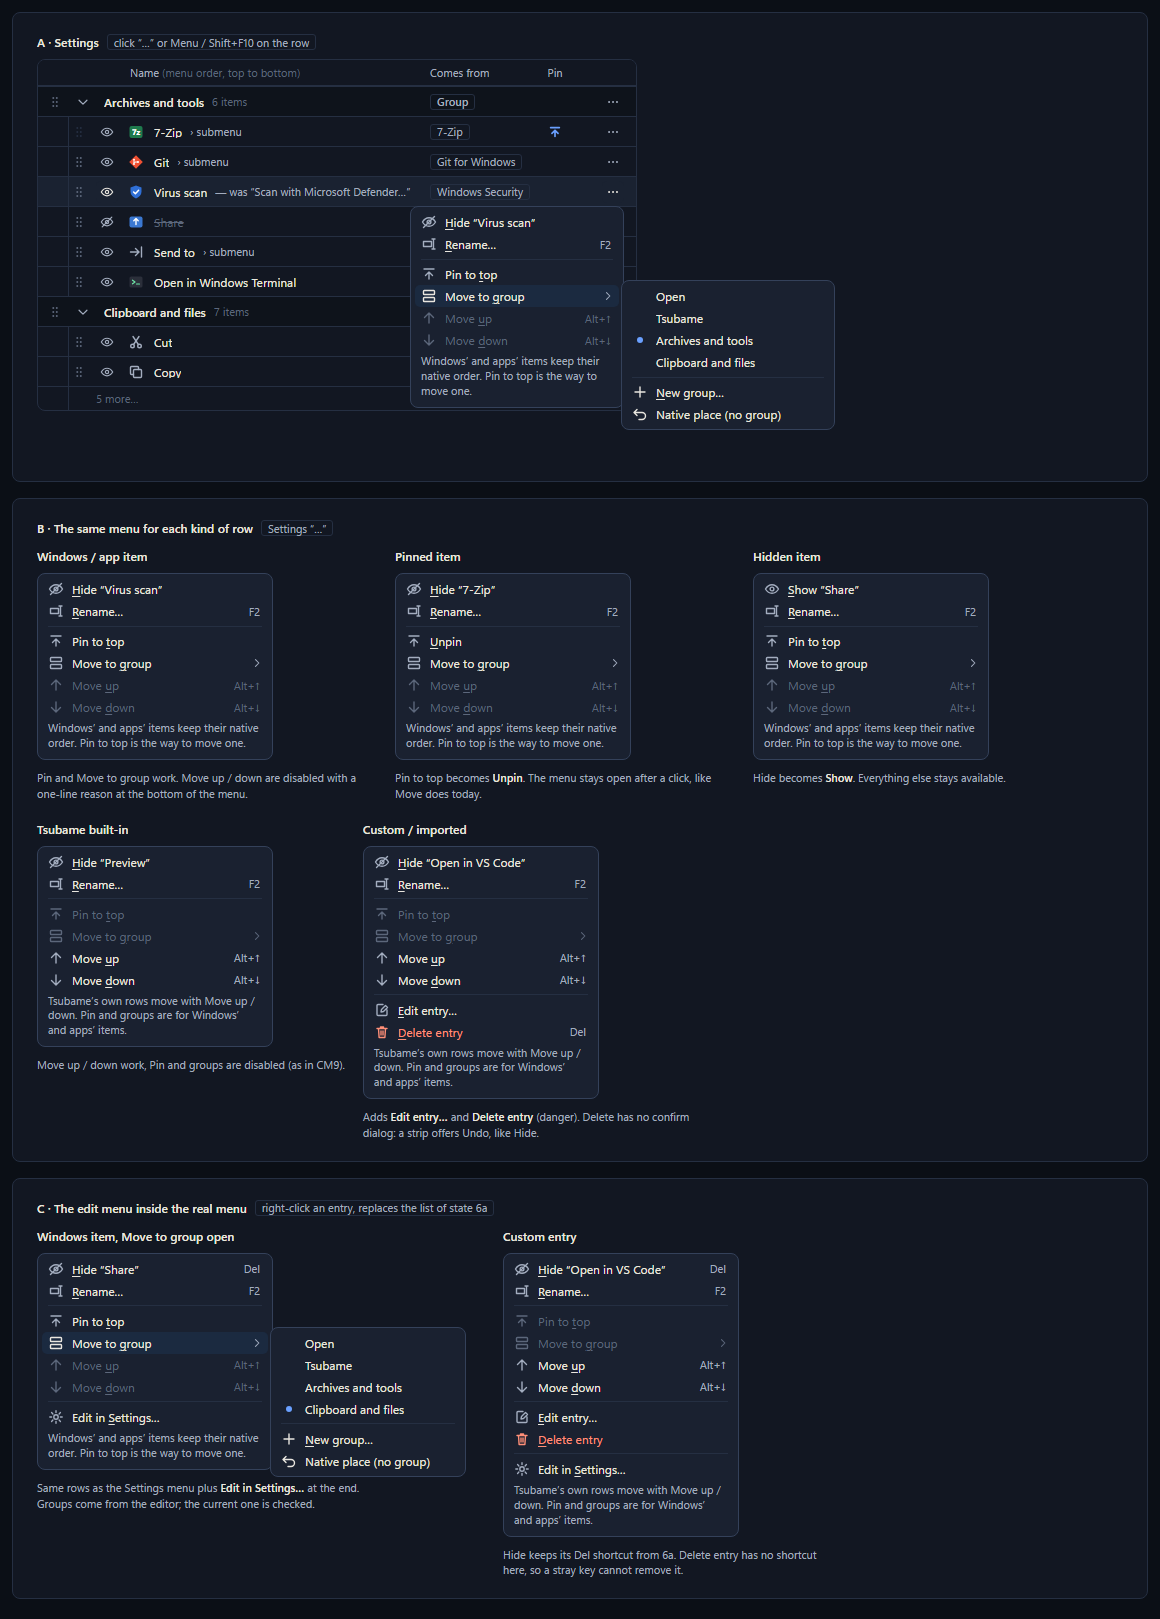 A · Settings click “...” or Menu / Shift+F10 on the row
Name (menu order, top to bottom) Comes from Pin
Archives and tools 6 items Group ...
7-Zip › submenu 7-Zip ...
Git › submenu Git for Windows ...
Virus scan — was “Scan with Microsoft Defender...” Windows Security ...
Share
Send to › submenu
Open in Windows Terminal
Clipboard and files 7 items
Cut
Copy
5 more...
Hide “Virus scan”
Rename... F2
Pin to top
Move to group
Move up Alt+↑
Move down Alt+↓
Windows’ and apps’ items keep their
native order. Pin to top is the way to
move one.
Open
Tsubame
Archives and tools
Clipboard and files
New group...
Native place (no group)
B · The same menu for each kind of row Settings “...”
Windows / app item
Hide “Virus scan”
Rename... F2
Pin to top
Move to group
Move up Alt+↑
Move down Alt+↓
Windows’ and apps’ items keep their native
order. Pin to top is the way to move one.
Pin and Move to group work. Move up / down are disabled with a
one-line reason at the bottom of the menu.
Pinned item
Hide “7-Zip”
Rename... F2
Unpin
Move to group
Move up Alt+↑
Move down Alt+↓
Windows’ and apps’ items keep their native
order. Pin to top is the way to move one.
Pin to top becomes Unpin. The menu stays open after a click, like
Move does today.
Hidden item
Show “Share”
Rename... F2
Pin to top
Move to group
Move up Alt+↑
Move down Alt+↓
Windows’ and apps’ items keep their native
order. Pin to top is the way to move one.
Hide becomes Show. Everything else stays available.
Tsubame built-in
Hide “Preview”
Rename... F2
Pin to top
Move to group
Move up Alt+↑
Move down Alt+↓
Tsubame’s own rows move with Move up /
down. Pin and groups are for Windows’
and apps’ items.
Move up / down work, Pin and groups are disabled (as in CM9).
Custom / imported
Hide “Open in VS Code”
Rename... F2
Pin to top
Move to group
Move up Alt+↑
Move down Alt+↓
Edit entry...
Delete entry Del
Tsubame’s own rows move with Move up /
down. Pin and groups are for Windows’
and apps’ items.
Adds Edit entry... and Delete entry (danger). Delete has no confirm
dialog: a strip offers Undo, like Hide.
C · The edit menu inside the real menu right-click an entry, replaces the list of state 6a
Windows item, Move to group open
Hide “Share” Del
Rename... F2
Pin to top
Move to group
Move up Alt+↑
Move down Alt+↓
Edit in Settings...
Windows’ and apps’ items keep their native
order. Pin to top is the way to move one.
Open
Tsubame
Archives and tools
Clipboard and files
New group...
Native place (no group)
Same rows as the Settings menu plus Edit in Settings... at the end.
Groups come from the editor; the current one is checked.
Custom entry
Hide “Open in VS Code” Del
Rename... F2
Pin to top
Move to group
Move up Alt+↑
Move down Alt+↓
Edit entry...
Delete entry
Edit in Settings...
Tsubame’s own rows move with Move up /
down. Pin and groups are for Windows’
and apps’ items.
Hide keeps its Del shortcut from 6a. Delete entry has no shortcut
here, so a stray key cannot remove it.